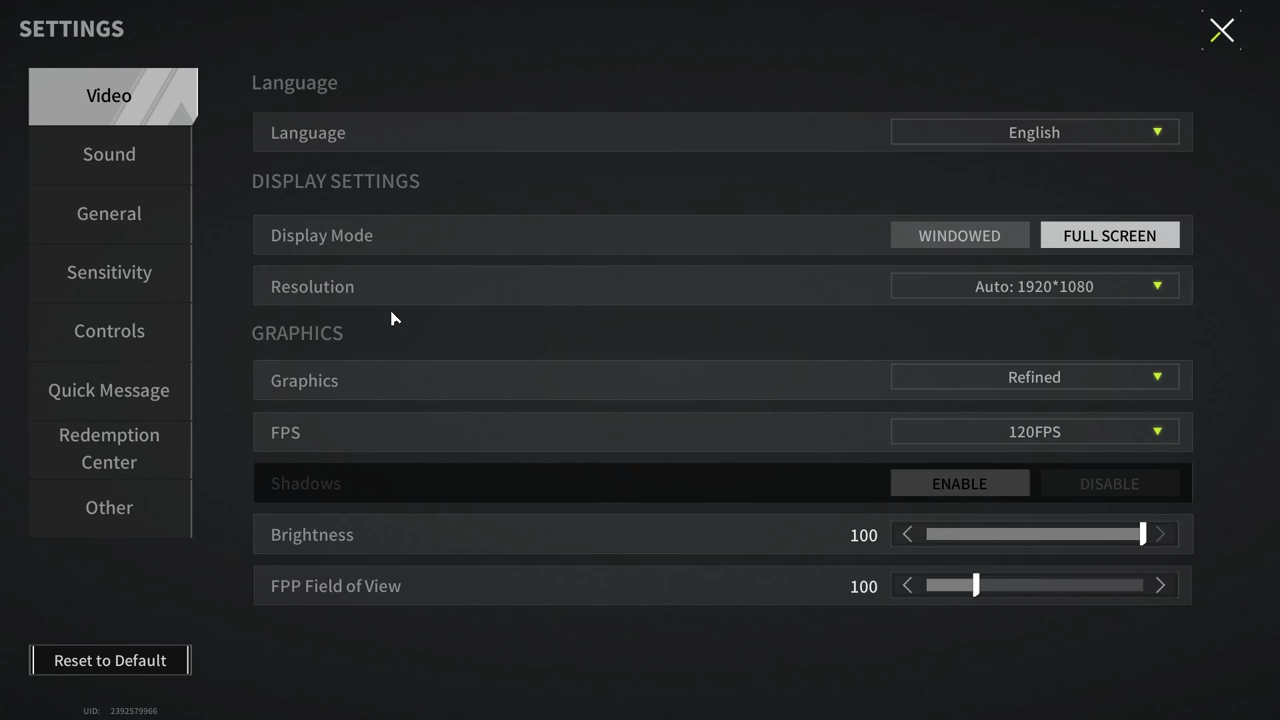 SETTINGS
Video
Sound
General
Sensitivity
Controls
Quick Message
Redemption
Center
Other
Reset to Default
UID: 2392579966
Language
Language English
DISPLAY SETTINGS
Display Mode WINDOWED FULL SCREEN
Resolution Auto: 1920*1080
GRAPHICS
Graphics Refined
FPS 120FPS
Shadows ENABLE DISABLE
Brightness 100
FPP Field of View 100